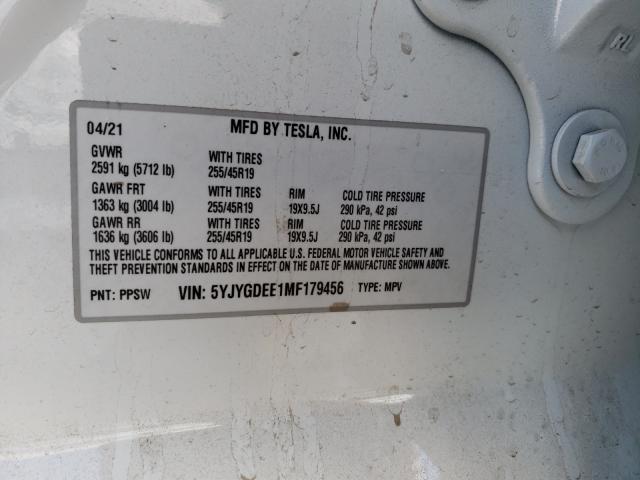 04/21 MFD BY TESLA, INC.
GVWR WITH TIRES
2591 kg (5712 lb) 255/45R19
GAWR FRT WITH TIRES RIM COLD TIRE PRESSURE
1363 kg (3004 lb) 255/45R19 19X9.5J 290 kPa, 42 psi
GAWR RR WITH TIRES RIM COLD TIRE PRESSURE
1636 kg (3606 lb) 255/45R19 19X9.5J 290 kPa, 42 psi
THIS VEHICLE CONFORMS TO ALL APPLICABLE U.S. FEDERAL MOTOR VEHICLE SAFETY AND
THEFT PREVENTION STANDARDS IN EFFECT ON THE DATE OF MANUFACTURE SHOWN ABOVE.
PNT: PPSW VIN: 5YJYGDEE1MF179456 TYPE: MPV
RL